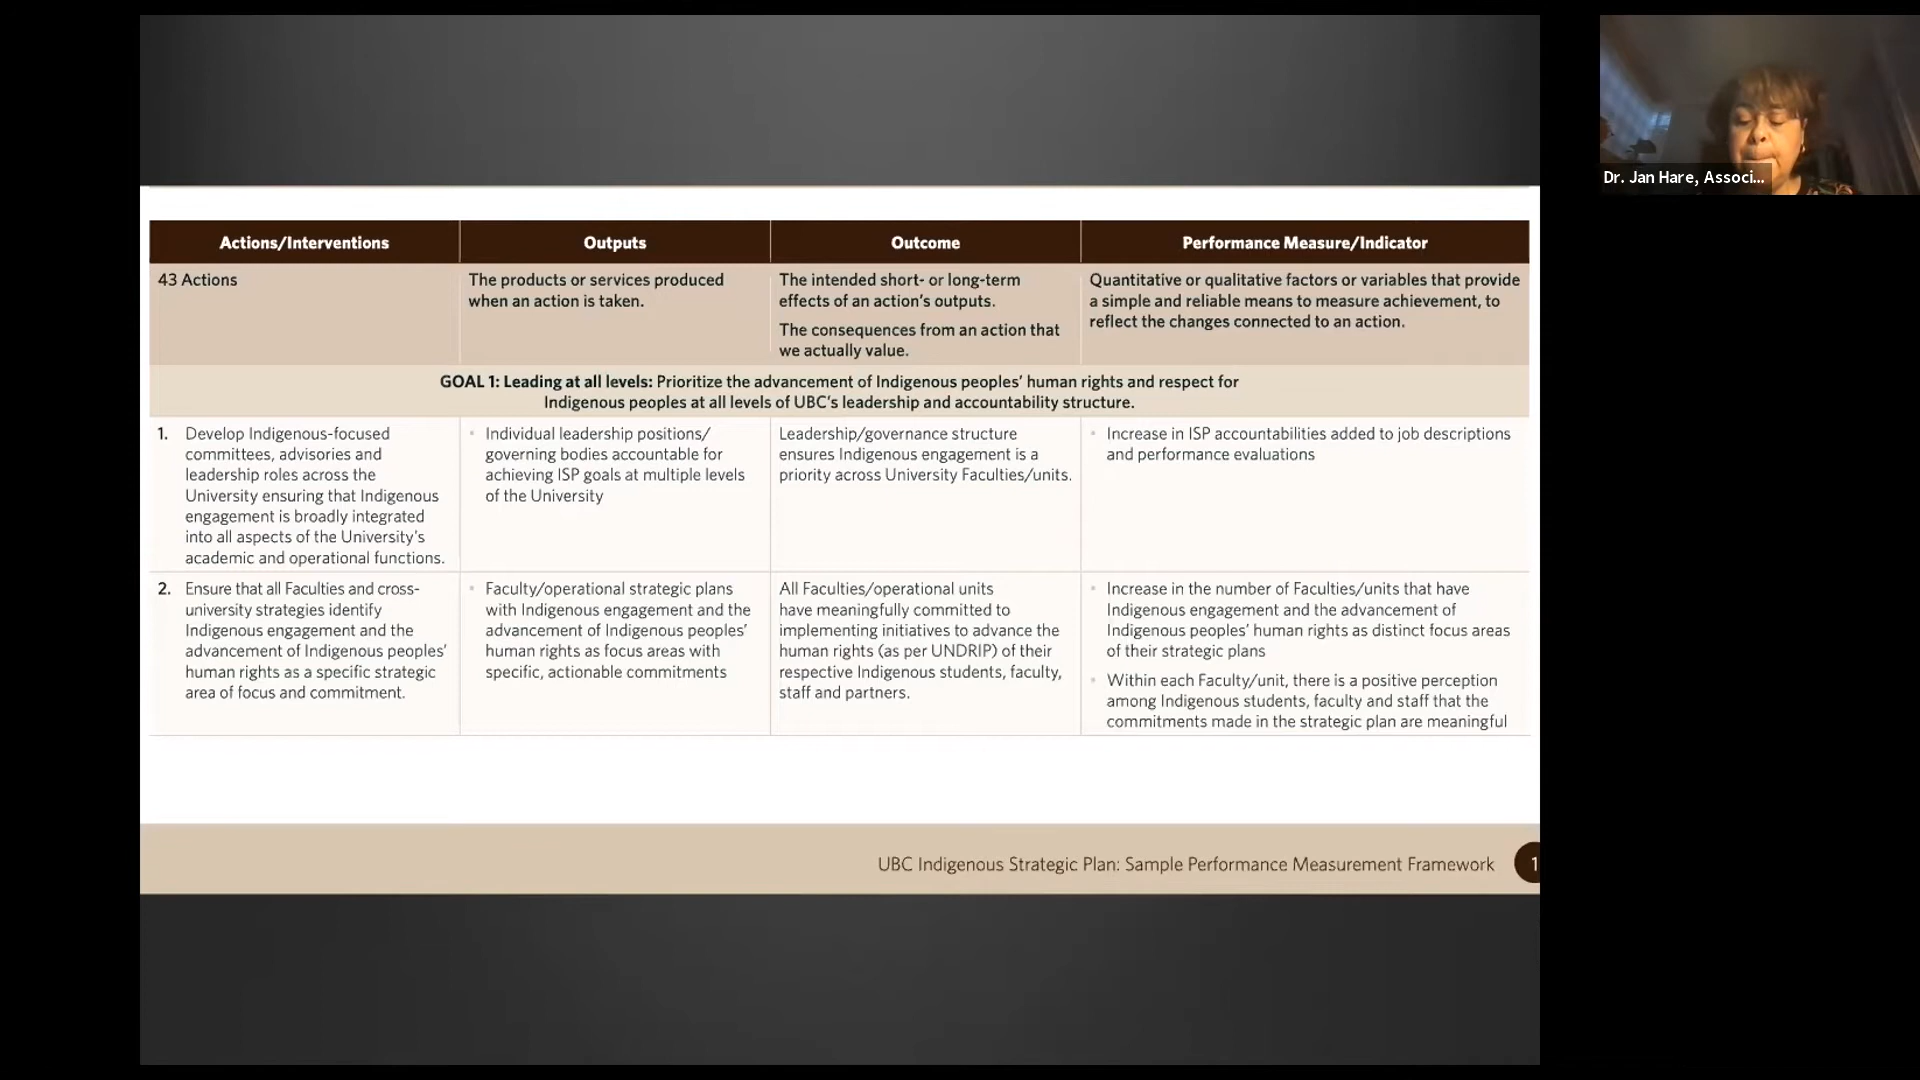 Dr. Jan Hare, Associ...
Actions/Interventions
Outputs
Outcome
Performance Measure/Indicator
43 Actions
The products or services produced
when an action is taken.
The intended short- or long-term
effects of an action’s outputs.
The consequences from an action that
we actually value.
Quantitative or qualitative factors or variables that provide
a simple and reliable means to measure achievement, to
reflect the changes connected to an action.
GOAL 1: Leading at all levels: Prioritize the advancement of Indigenous peoples’ human rights and respect for
Indigenous peoples at all levels of UBC’s leadership and accountability structure.
1. Develop Indigenous-focused
committees, advisories and
leadership roles across the
University ensuring that Indigenous
engagement is broadly integrated
into all aspects of the University’s
academic and operational functions.
• Individual leadership positions/
governing bodies accountable for
achieving ISP goals at multiple levels
of the University
Leadership/governance structure
ensures Indigenous engagement is a
priority across University Faculties/units.
• Increase in ISP accountabilities added to job descriptions
and performance evaluations
2. Ensure that all Faculties and cross-
university strategies identify
Indigenous engagement and the
advancement of Indigenous peoples’
human rights as a specific strategic
area of focus and commitment.
• Faculty/operational strategic plans
with Indigenous engagement and the
advancement of Indigenous peoples’
human rights as focus areas with
specific, actionable commitments
All Faculties/operational units
have meaningfully committed to
implementing initiatives to advance the
human rights (as per UNDRIP) of their
respective Indigenous students, faculty,
staff and partners.
• Increase in the number of Faculties/units that have
Indigenous engagement and the advancement of
Indigenous peoples’ human rights as distinct focus areas
of their strategic plans
• Within each Faculty/unit, there is a positive perception
among Indigenous students, faculty and staff that the
commitments made in the strategic plan are meaningful
UBC Indigenous Strategic Plan: Sample Performance Measurement Framework
1